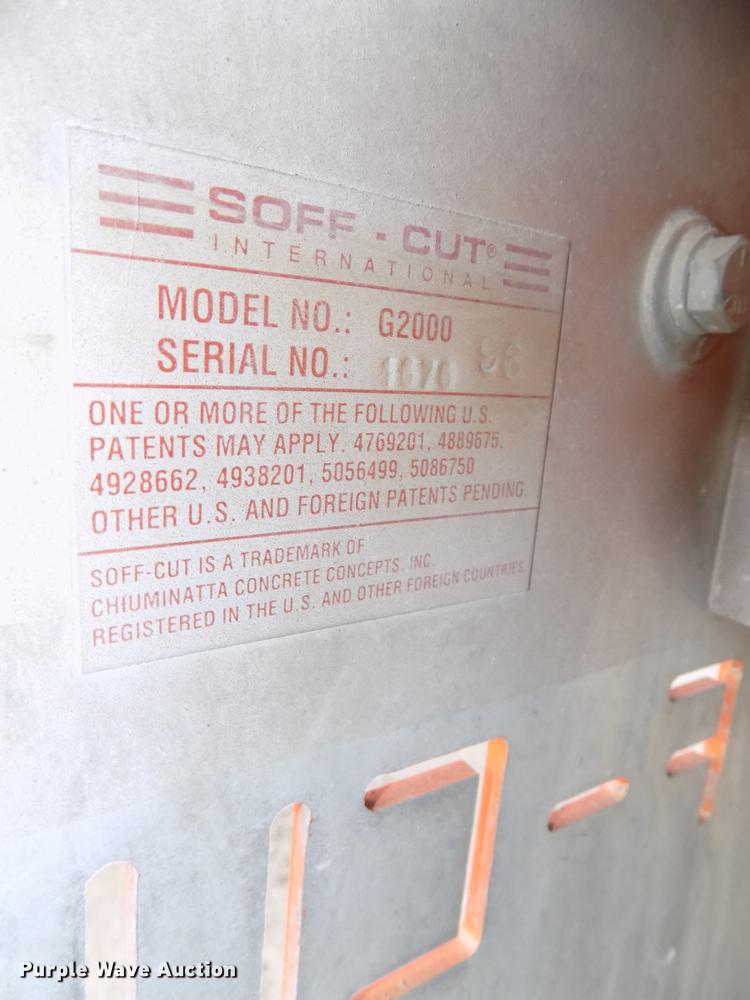 SOFF - CUT®
INTERNATIONAL
MODEL NO.: G2000
SERIAL NO.: 96
ONE OR MORE OF THE FOLLOWING U.S.
PATENTS MAY APPLY. 4769201, 4889675,
4928662, 4938201, 5056499, 5086750
OTHER U.S. AND FOREIGN PATENTS PENDING
SOFF-CUT IS A TRADEMARK OF
CHIUMINATTA CONCRETE CONCEPTS, INC.
REGISTERED IN THE U.S. AND OTHER FOREIGN COUNTRIES
Purple Wave Auction